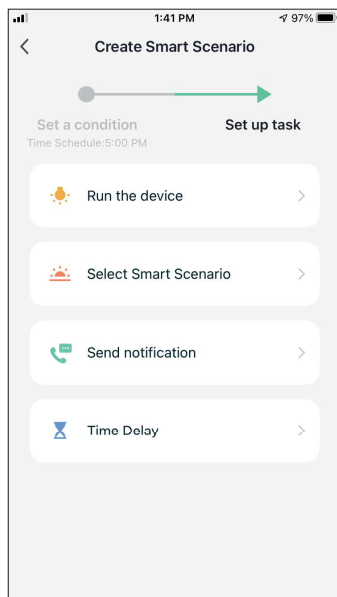 1:41 PM 97%
Create Smart Scenario
Set a condition Set up task
Time Schedule:5:00 PM
Run the device
Select Smart Scenario
Send notification
Time Delay